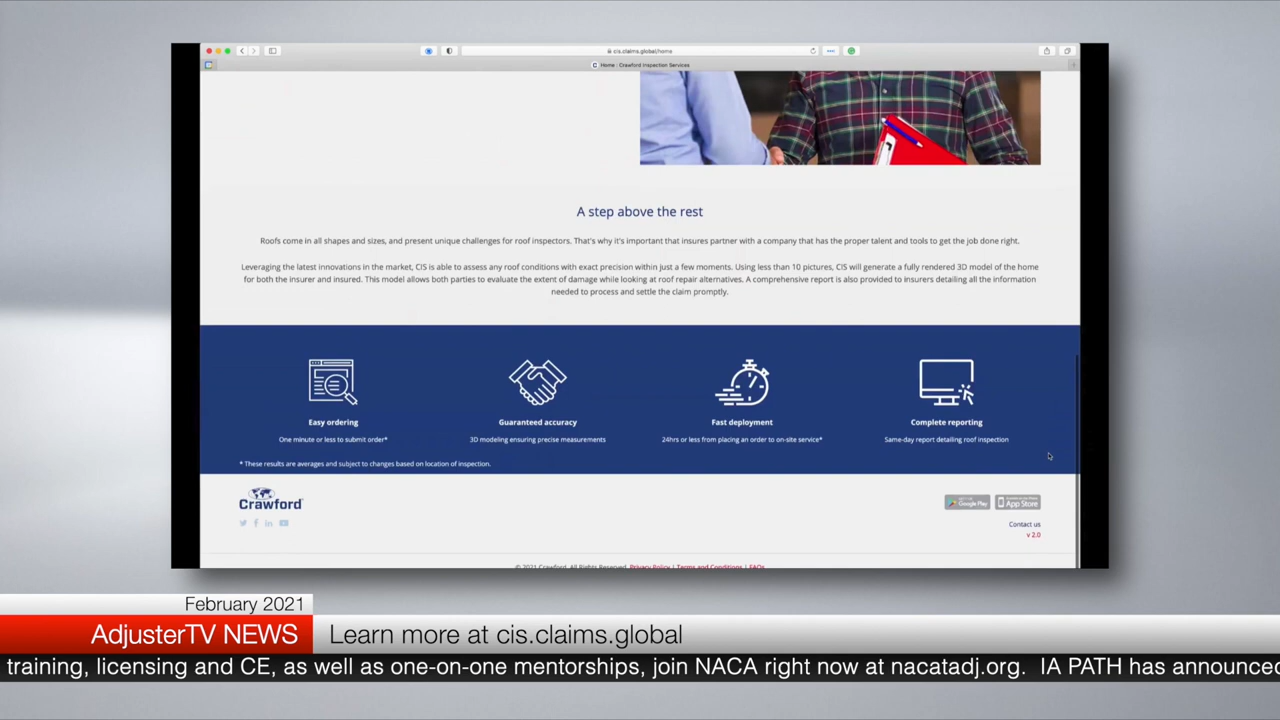 cis.claims.global/home
Home : Crawford Inspection Services
A step above the rest
Roofs come in all shapes and sizes, and present unique challenges for roof inspectors. That's why it's important that insures partner with a company that has the proper talent and tools to get the job done right.
Leveraging the latest innovations in the market, CIS is able to assess any roof conditions with exact precision within just a few moments. Using less than 10 pictures, CIS will generate a fully rendered 3D model of the home
for both the insurer and insured. This model allows both parties to evaluate the extent of damage while looking at roof repair alternatives. A comprehensive report is also provided to insurers detailing all the information
needed to process and settle the claim promptly.
Easy ordering
One minute or less to submit order*
Guaranteed accuracy
3D modeling ensuring precise measurements
Fast deployment
24hrs or less from placing an order to on-site service*
Complete reporting
Same-day report detailing roof inspection
* These results are averages and subject to changes based on location of inspection.
Crawford
Google Play
App Store
Contact us
v 2.0
© 2021 Crawford. All Rights Reserved. Privacy Policy | Terms and Conditions | FAQs
February 2021
AdjusterTV NEWS
Learn more at cis.claims.global
training, licensing and CE, as well as one-on-one mentorships, join NACA right now at nacatadj.org. IA PATH has announced